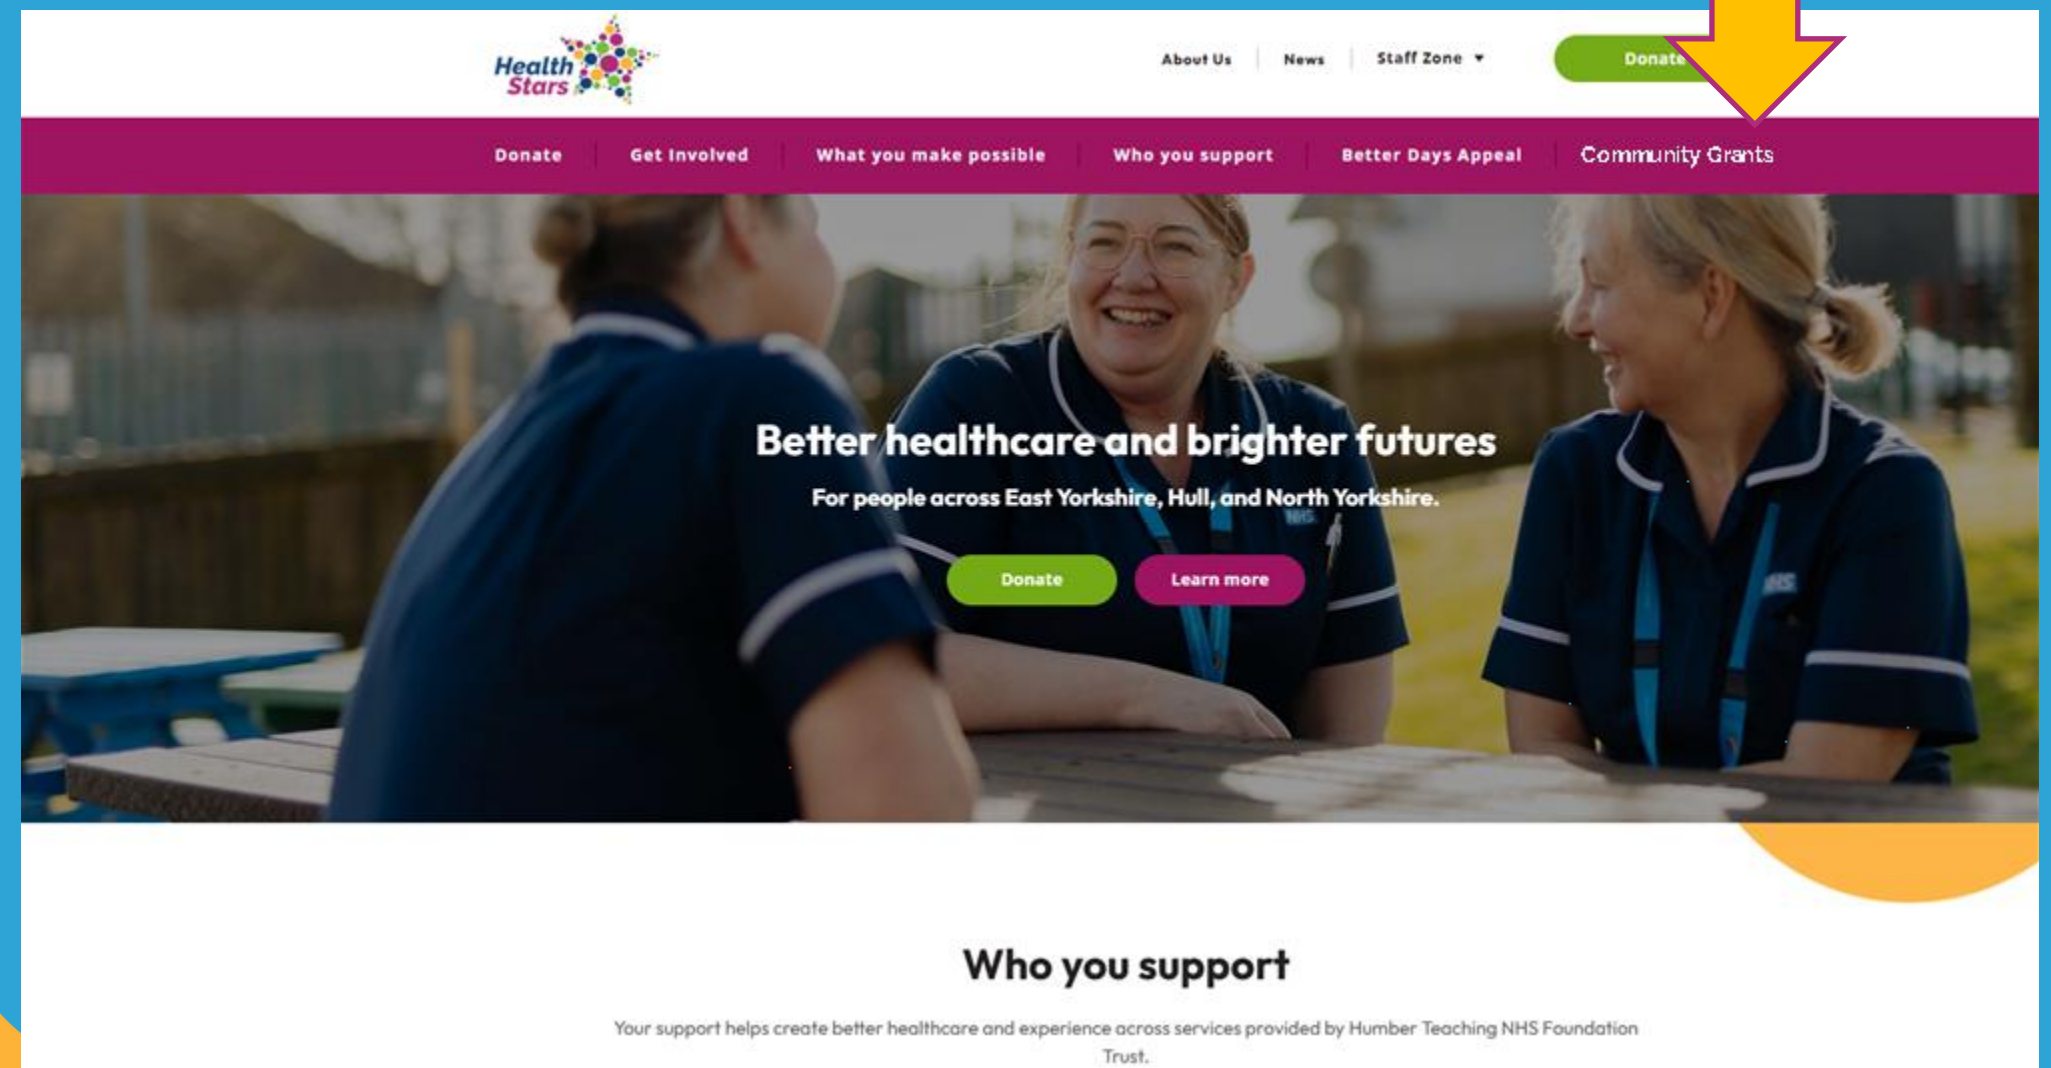 Health
Stars
About Us
News
Staff Zone
Donate
Donate
Get Involved
What you make possible
Who you support
Better Days Appeal
Community Grants
Better healthcare and brighter futures
For people across East Yorkshire, Hull, and North Yorkshire.
NHS
NHS
Donate
Learn more
Who you support
Your support helps create better healthcare and experience across services provided by Humber Teaching NHS Foundation
Trust.